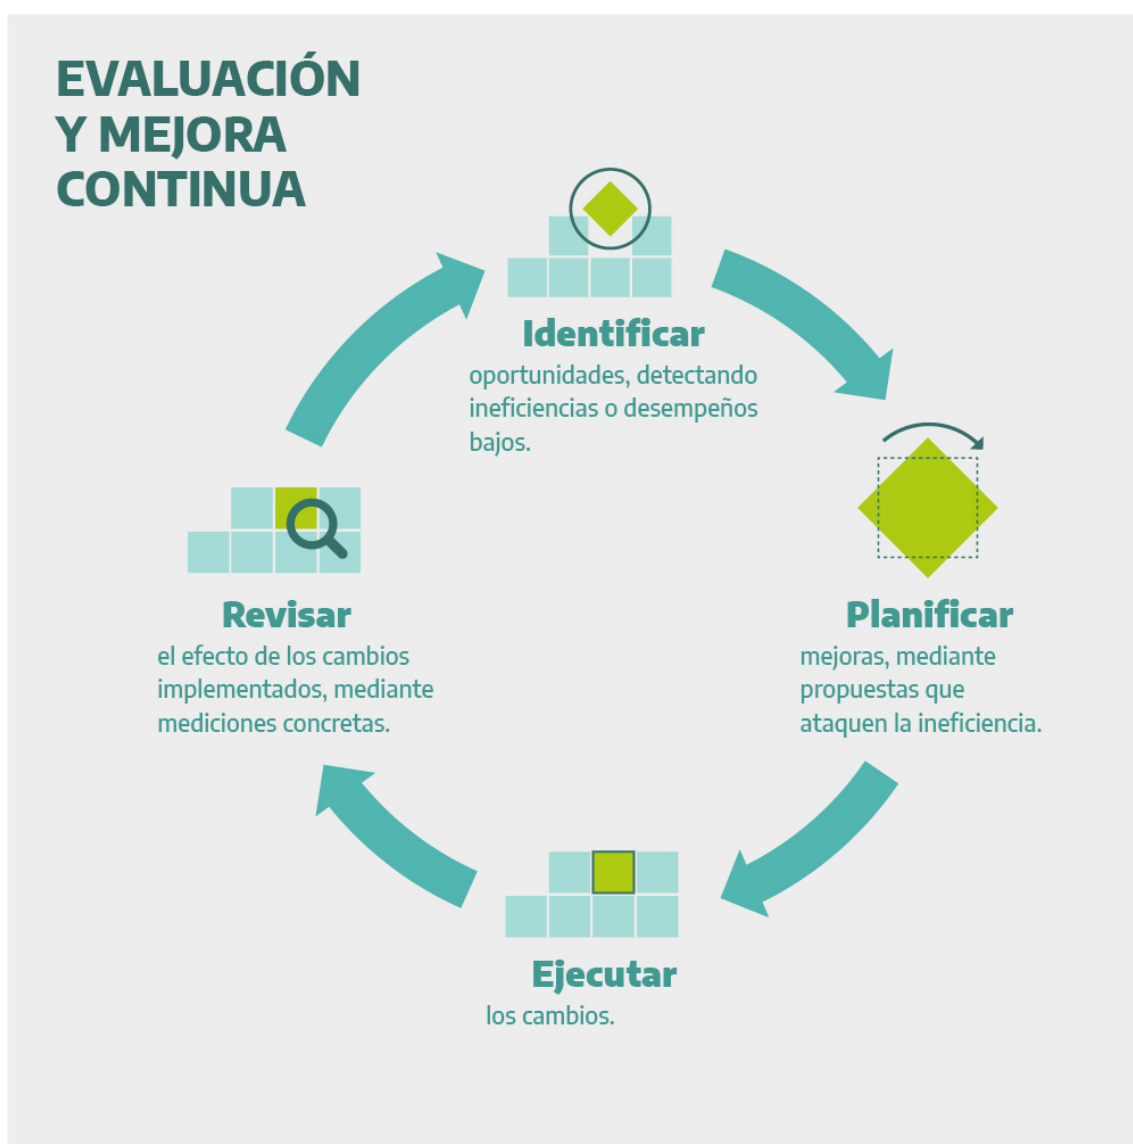 EVALUACIÓN
Y MEJORA
CONTINUA
Identificar
oportunidades, detectando
ineficiencias o desempeños
bajos.
Planificar
mejoras, mediante
propuestas que
ataquen la ineficiencia.
Ejecutar
los cambios.
Revisar
el efecto de los cambios
implementados, mediante
mediciones concretas.